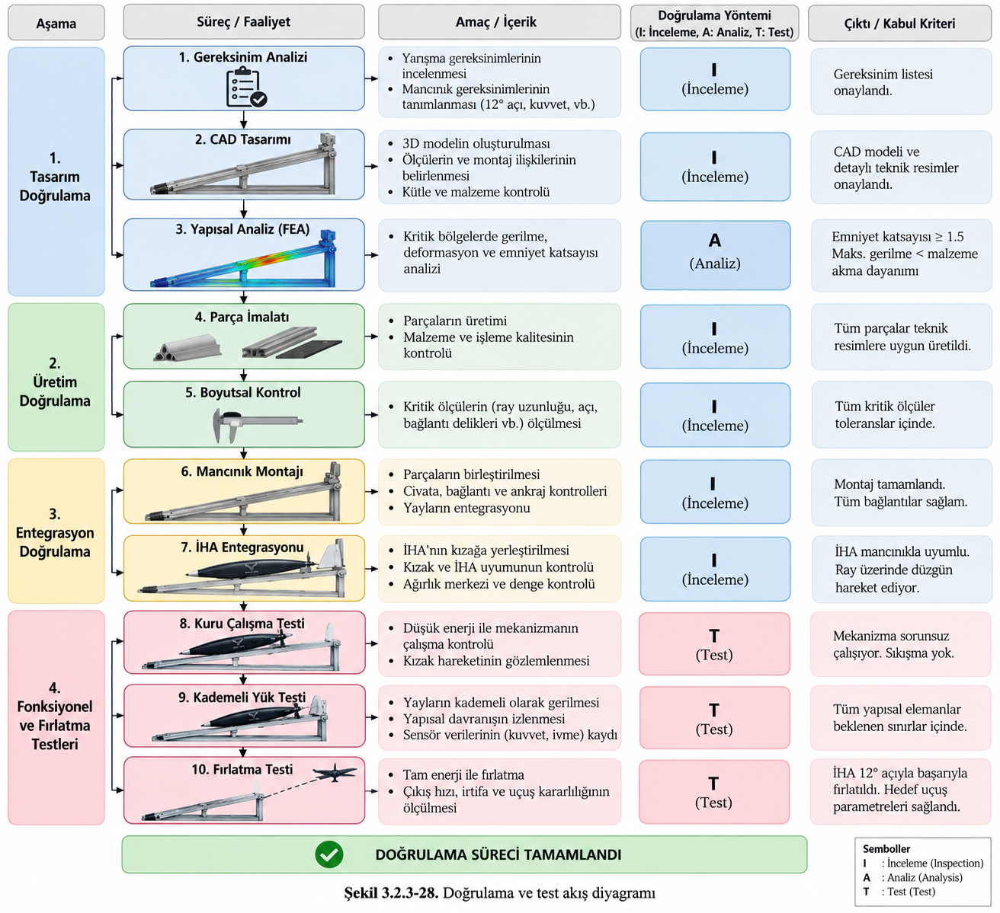 Aşama
Süreç / Faaliyet
Amaç / İçerik
Doğrulama Yöntemi
(I: İnceleme, A: Analiz, T: Test)
Çıktı / Kabul Kriteri
1.
Tasarım
Doğrulama
1. Gereksinim Analizi
• Yarışma gereksinimlerinin
incelenmesi
• Mancınık gereksinimlerinin
tanımlanması (12° açı, kuvvet, vb.)
I
(İnceleme)
Gereksinim listesi
onaylandı.
2. CAD Tasarımı
• 3D modelin oluşturulması
• Ölçülerin ve montaj ilişkilerinin
belirlenmesi
• Kütle ve malzeme kontrolü
I
(İnceleme)
CAD modeli ve
detaylı teknik resimler
onaylandı.
3. Yapısal Analiz (FEA)
• Kritik bölgelerde gerilme,
deformasyon ve emniyet katsayısı
analizi
A
(Analiz)
Emniyet katsayısı ≥ 1.5
Maks. gerilme < malzeme
akma dayanımı
2.
Üretim
Doğrulama
4. Parça İmalatı
• Parçaların üretimi
• Malzeme ve işleme kalitesinin
kontrolü
I
(İnceleme)
Tüm parçalar teknik
resimlere uygun üretildi.
5. Boyutsal Kontrol
• Kritik ölçülerin (ray uzunluğu, açı,
bağlantı delikleri vb.) ölçülmesi
I
(İnceleme)
Tüm kritik ölçüler
toleranslar içinde.
3.
Entegrasyon
Doğrulama
6. Mancınık Montajı
• Parçaların birleştirilmesi
• Civata, bağlantı ve ankraj kontrolleri
• Yayların entegrasyonu
I
(İnceleme)
Montaj tamamlandı.
Tüm bağlantılar sağlam.
7. İHA Entegrasyonu
• İHA'nın kızağa yerleştirilmesi
• Kızak ve İHA uyumunun kontrolü
• Ağırlık merkezi ve denge kontrolü
I
(İnceleme)
İHA mancınıkla uyumlu.
Ray üzerinde düzgün
hareket ediyor.
4.
Fonksiyonel
ve Fırlatma
Testleri
8. Kuru Çalışma Testi
• Düşük enerji ile mekanizmanın
çalışma kontrolü
• Kızak hareketinin gözlemlenmesi
T
(Test)
Mekanizma sorunsuz
çalışıyor. Sıkışma yok.
9. Kademeli Yük Testi
• Yayların kademeli olarak gerilmesi
• Yapısal davranışın izlenmesi
• Sensör verilerinin (kuvvet, ivme) kaydı
T
(Test)
Tüm yapısal elemanlar
beklenen sınırlar içinde.
10. Fırlatma Testi
• Tam enerji ile fırlatma
• Çıkış hızı, irtifa ve uçuş kararlılığının
ölçülmesi
T
(Test)
İHA 12° açıyla başarıyla
fırlatıldı. Hedef uçuş
parametreleri sağlandı.
DOĞRULAMA SÜRECİ TAMAMLANDI
Semboller
I : İnceleme (Inspection)
A : Analiz (Analysis)
T : Test (Test)
Şekil 3.2.3-28. Doğrulama ve test akış diyagramı